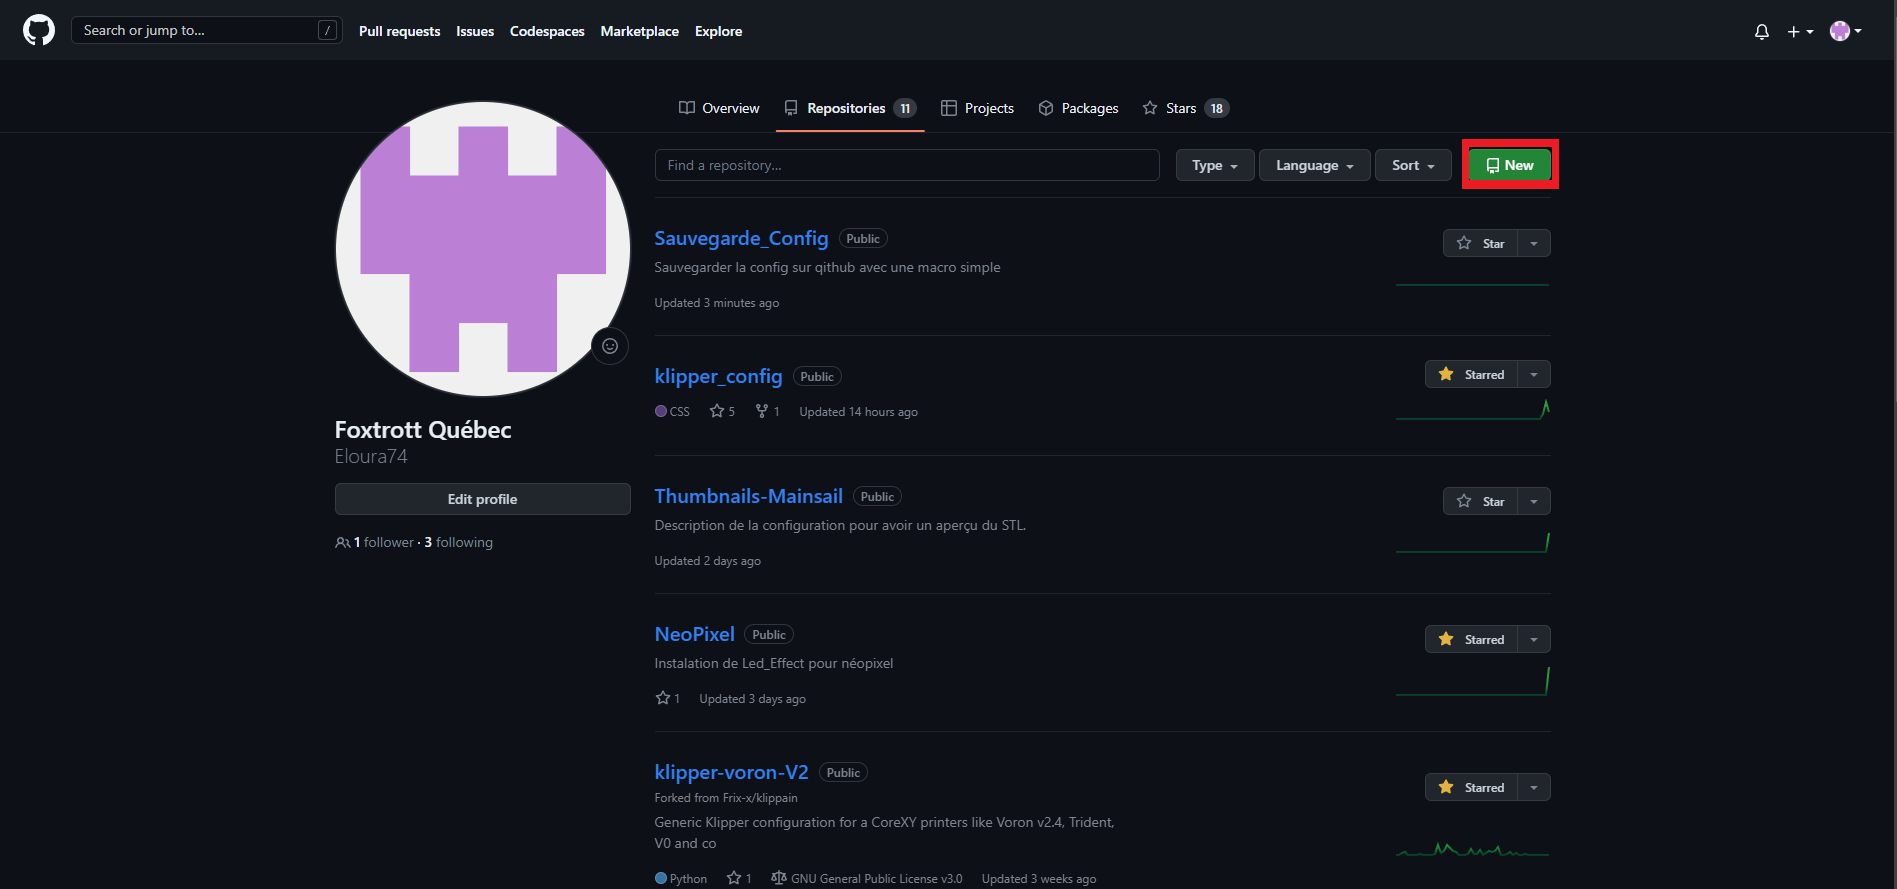 Search or jump to... /
Pull requests Issues Codespaces Marketplace Explore
Overview Repositories 11 Projects Packages Stars 18
Find a repository... Type Language Sort New
Sauvegarde_Config Public Star
Sauvegarder la config sur qithub avec une macro simple
Updated 3 minutes ago
klipper_config Public Starred
CSS 5 1 Updated 14 hours ago
Foxtrott Québec
Eloura74
Edit profile
1 follower · 3 following
Thumbnails-Mainsail Public Star
Description de la configuration pour avoir un aperçu du STL.
Updated 2 days ago
NeoPixel Public Starred
Instalation de Led_Effect pour néopixel
1 Updated 3 days ago
klipper-voron-V2 Public Starred
Forked from Frix-x/klippain
Generic Klipper configuration for a CoreXY printers like Voron v2.4, Trident,
V0 and co
Python 1 GNU General Public License v3.0 Updated 3 weeks ago